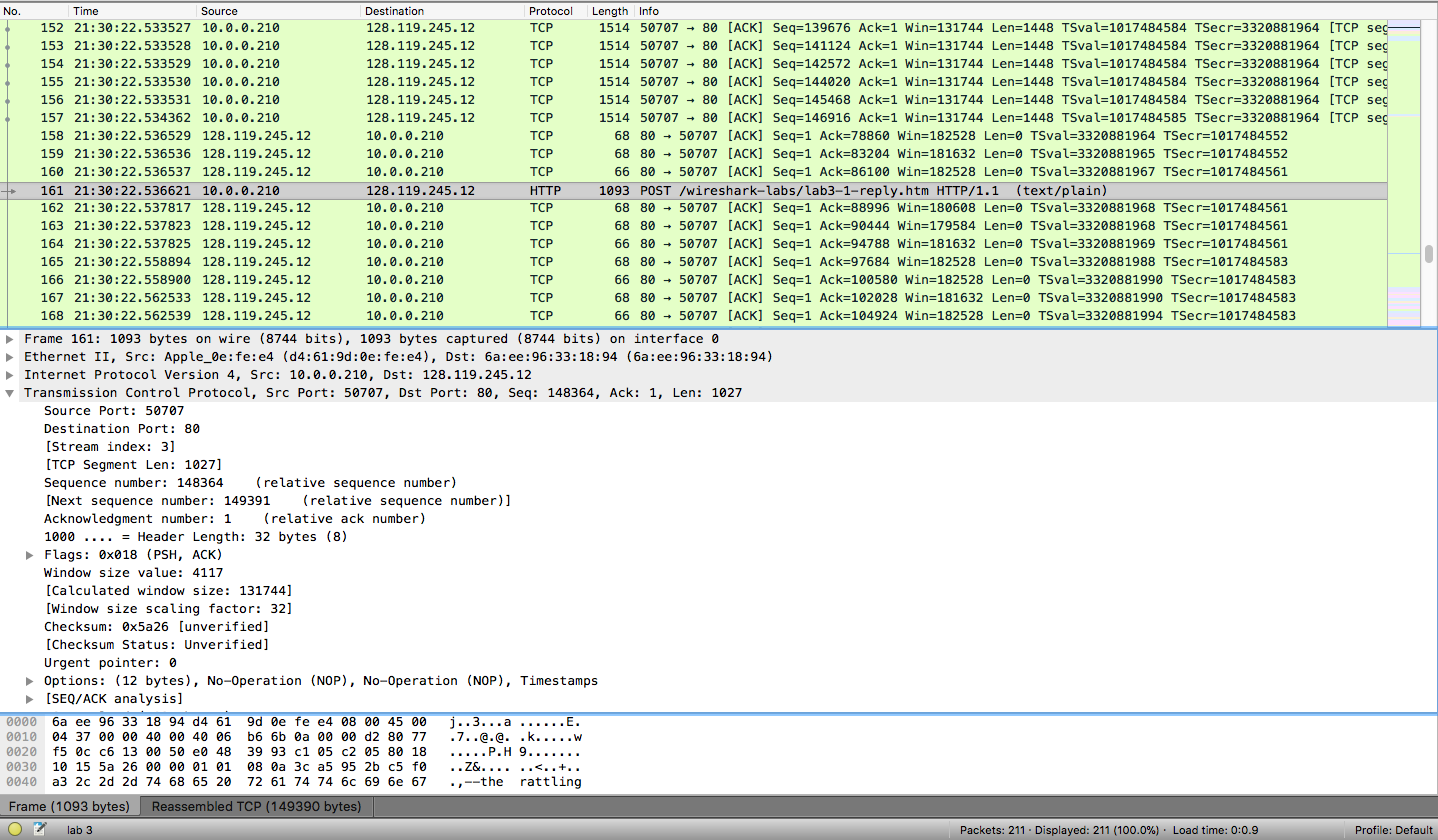 No. Time Source Destination Protocol Length Info
152 21:30:22.533527 10.0.0.210 128.119.245.12 TCP 1514 50707 → 80 [ACK] Seq=139676 Ack=1 Win=131744 Len=1448 TSval=1017484584 TSecr=3320881964 [TCP seg
153 21:30:22.533528 10.0.0.210 128.119.245.12 TCP 1514 50707 → 80 [ACK] Seq=141124 Ack=1 Win=131744 Len=1448 TSval=1017484584 TSecr=3320881964 [TCP seg
154 21:30:22.533529 10.0.0.210 128.119.245.12 TCP 1514 50707 → 80 [ACK] Seq=142572 Ack=1 Win=131744 Len=1448 TSval=1017484584 TSecr=3320881964 [TCP seg
155 21:30:22.533530 10.0.0.210 128.119.245.12 TCP 1514 50707 → 80 [ACK] Seq=144020 Ack=1 Win=131744 Len=1448 TSval=1017484584 TSecr=3320881964 [TCP seg
156 21:30:22.533531 10.0.0.210 128.119.245.12 TCP 1514 50707 → 80 [ACK] Seq=145468 Ack=1 Win=131744 Len=1448 TSval=1017484584 TSecr=3320881964 [TCP seg
157 21:30:22.534362 10.0.0.210 128.119.245.12 TCP 1514 50707 → 80 [ACK] Seq=146916 Ack=1 Win=131744 Len=1448 TSval=1017484585 TSecr=3320881964 [TCP seg
158 21:30:22.536529 128.119.245.12 10.0.0.210 TCP 68 80 → 50707 [ACK] Seq=1 Ack=78860 Win=182528 Len=0 TSval=3320881964 TSecr=1017484552
159 21:30:22.536536 128.119.245.12 10.0.0.210 TCP 68 80 → 50707 [ACK] Seq=1 Ack=83204 Win=181632 Len=0 TSval=3320881965 TSecr=1017484552
160 21:30:22.536537 128.119.245.12 10.0.0.210 TCP 68 80 → 50707 [ACK] Seq=1 Ack=86100 Win=182528 Len=0 TSval=3320881967 TSecr=1017484561
161 21:30:22.536621 10.0.0.210 128.119.245.12 HTTP 1093 POST /wireshark-labs/lab3-1-reply.htm HTTP/1.1 (text/plain)
162 21:30:22.537817 128.119.245.12 10.0.0.210 TCP 68 80 → 50707 [ACK] Seq=1 Ack=88996 Win=180608 Len=0 TSval=3320881968 TSecr=1017484561
163 21:30:22.537823 128.119.245.12 10.0.0.210 TCP 68 80 → 50707 [ACK] Seq=1 Ack=90444 Win=179584 Len=0 TSval=3320881968 TSecr=1017484561
164 21:30:22.537825 128.119.245.12 10.0.0.210 TCP 66 80 → 50707 [ACK] Seq=1 Ack=94788 Win=181632 Len=0 TSval=3320881969 TSecr=1017484561
165 21:30:22.558894 128.119.245.12 10.0.0.210 TCP 68 80 → 50707 [ACK] Seq=1 Ack=97684 Win=182528 Len=0 TSval=3320881988 TSecr=1017484583
166 21:30:22.558900 128.119.245.12 10.0.0.210 TCP 66 80 → 50707 [ACK] Seq=1 Ack=100580 Win=182528 Len=0 TSval=3320881990 TSecr=1017484583
167 21:30:22.562533 128.119.245.12 10.0.0.210 TCP 68 80 → 50707 [ACK] Seq=1 Ack=102028 Win=181632 Len=0 TSval=3320881990 TSecr=1017484583
168 21:30:22.562539 128.119.245.12 10.0.0.210 TCP 66 80 → 50707 [ACK] Seq=1 Ack=104924 Win=182528 Len=0 TSval=3320881994 TSecr=1017484583
Frame 161: 1093 bytes on wire (8744 bits), 1093 bytes captured (8744 bits) on interface 0
Ethernet II, Src: Apple_0e:fe:e4 (d4:61:9d:0e:fe:e4), Dst: 6a:ee:96:33:18:94 (6a:ee:96:33:18:94)
Internet Protocol Version 4, Src: 10.0.0.210, Dst: 128.119.245.12
Transmission Control Protocol, Src Port: 50707, Dst Port: 80, Seq: 148364, Ack: 1, Len: 1027
Source Port: 50707
Destination Port: 80
[Stream index: 3]
[TCP Segment Len: 1027]
Sequence number: 148364 (relative sequence number)
[Next sequence number: 149391 (relative sequence number)]
Acknowledgment number: 1 (relative ack number)
1000 .... = Header Length: 32 bytes (8)
Flags: 0x018 (PSH, ACK)
Window size value: 4117
[Calculated window size: 131744]
[Window size scaling factor: 32]
Checksum: 0x5a26 [unverified]
[Checksum Status: Unverified]
Urgent pointer: 0
Options: (12 bytes), No-Operation (NOP), No-Operation (NOP), Timestamps
[SEQ/ACK analysis]
0000 6a ee 96 33 18 94 d4 61 9d 0e fe e4 08 00 45 00 j..3...a ......E.
0010 04 37 00 00 40 00 40 06 b6 6b 0a 00 00 d2 80 77 .7..@.@. .k.....w
0020 f5 0c c6 13 00 50 e0 48 39 93 c1 05 c2 05 80 18 .....P.H 9.......
0030 10 15 5a 26 00 00 01 01 08 0a 3c a5 95 2b c5 f0 ..Z&.... ..<..+..
0040 a3 2c 2d 2d 74 68 65 20 72 61 74 74 6c 69 6e 67 .,--the rattling
Frame (1093 bytes) Reassembled TCP (149390 bytes)
lab 3 Packets: 211 · Displayed: 211 (100.0%) · Load time: 0:0.9 Profile: Default